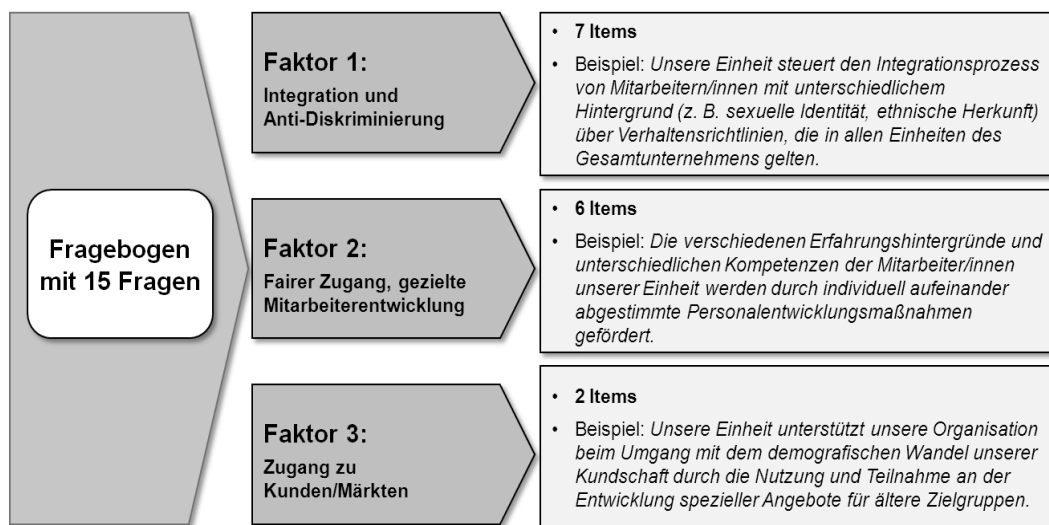 Fragebogen
mit 15 Fragen
Faktor 1:
Integration und
Anti-Diskriminierung
• 7 Items
• Beispiel: Unsere Einheit steuert den Integrationsprozess
von Mitarbeitern/innen mit unterschiedlichem
Hintergrund (z. B. sexuelle Identität, ethnische Herkunft)
über Verhaltensrichtlinien, die in allen Einheiten des
Gesamtunternehmens gelten.
Faktor 2:
Fairer Zugang, gezielte
Mitarbeiterentwicklung
• 6 Items
• Beispiel: Die verschiedenen Erfahrungshintergründe und
unterschiedlichen Kompetenzen der Mitarbeiter/innen
unserer Einheit werden durch individuell aufeinander
abgestimmte Personalentwicklungsmaßnahmen
gefördert.
Faktor 3:
Zugang zu
Kunden/Märkten
• 2 Items
• Beispiel: Unsere Einheit unterstützt unsere Organisation
beim Umgang mit dem demografischen Wandel unserer
Kundschaft durch die Nutzung und Teilnahme an der
Entwicklung spezieller Angebote für ältere Zielgruppen.